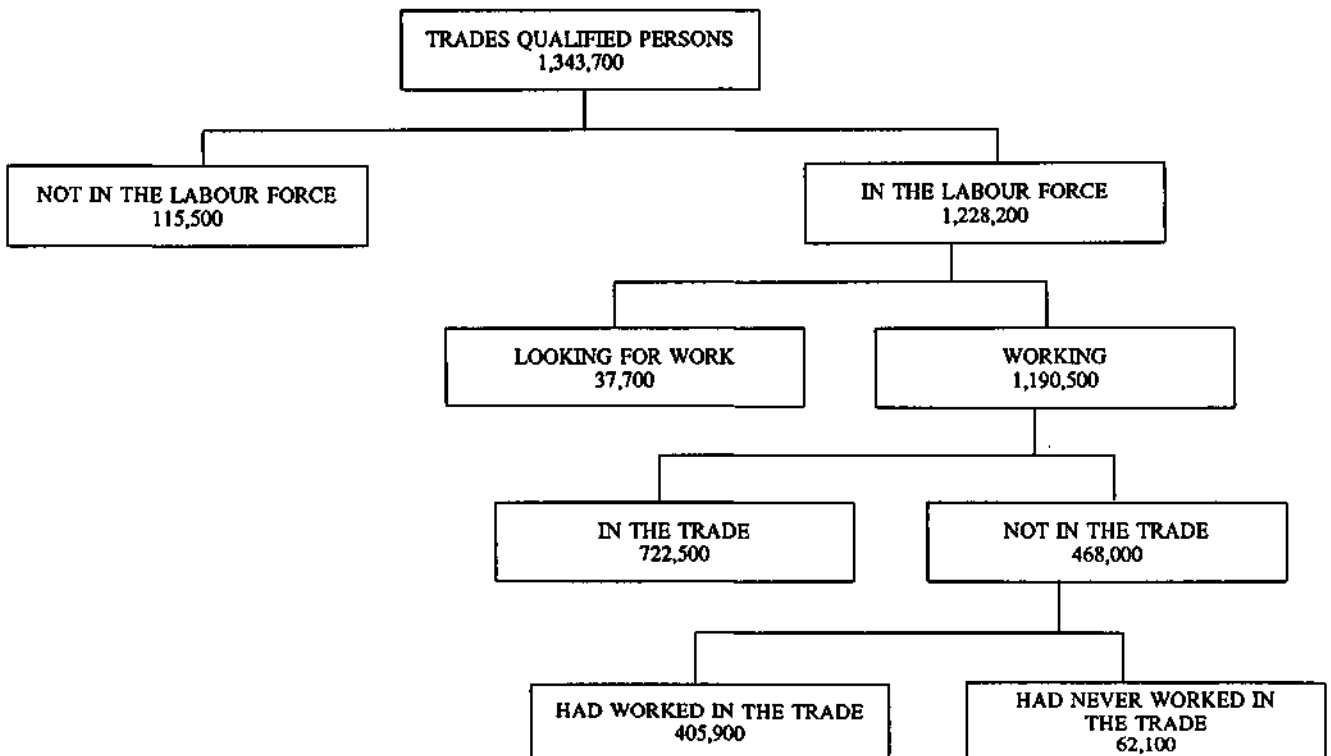 TRADES QUALIFIED PERSONS
1,343,700
NOT IN THE LABOUR FORCE
115,500
IN THE LABOUR FORCE
1,228,200
LOOKING FOR WORK
37,700
WORKING
1,190,500
IN THE TRADE
722,500
NOT IN THE TRADE
468,000
HAD WORKED IN THE TRADE
405,900
HAD NEVER WORKED IN
THE TRADE
62,100